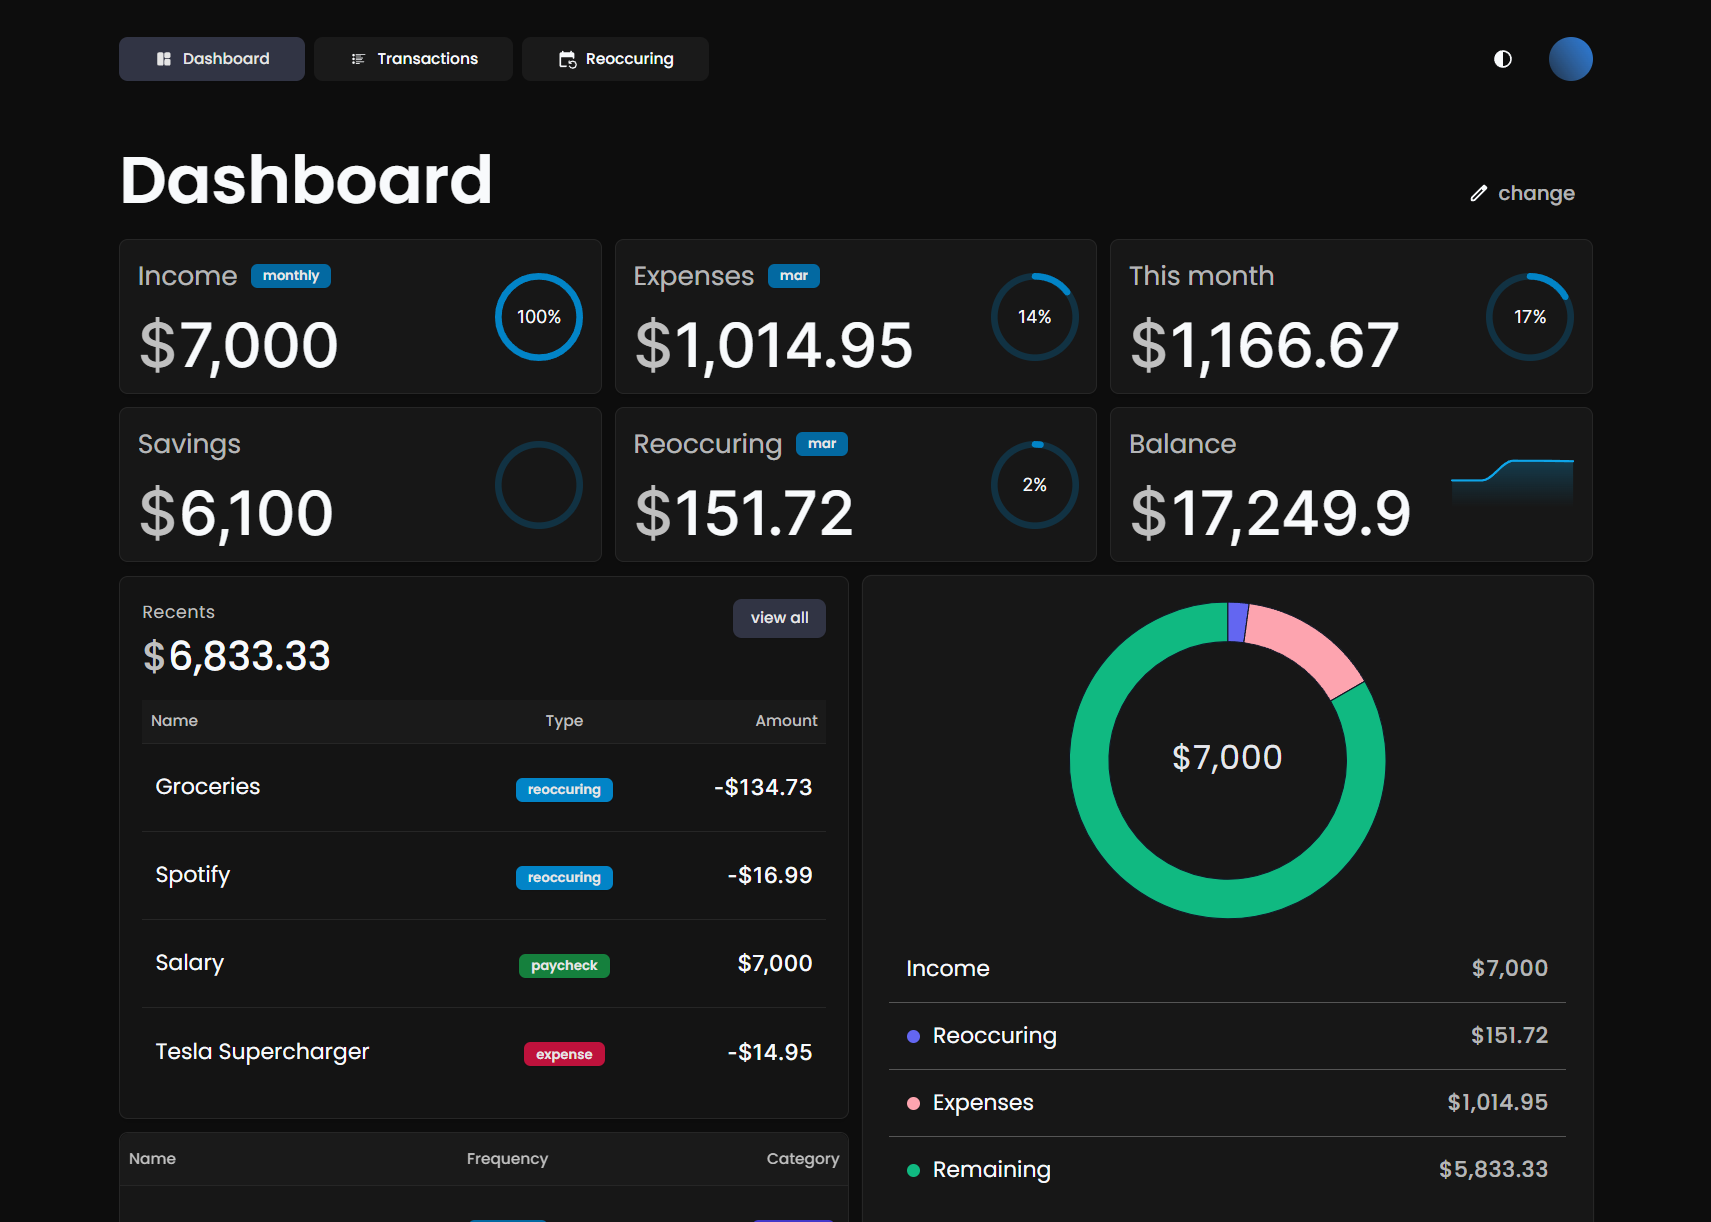 Dashboard
Transactions
Reoccuring
Dashboard
change
Income monthly
$7,000
100%
Expenses mar
$1,014.95
14%
This month
$1,166.67
17%
Savings
$6,100
Reoccuring mar
$151.72
2%
Balance
$17,249.9
Recents
$6,833.33
view all
Name Type Amount
Groceries reoccuring -$134.73
Spotify reoccuring -$16.99
Salary paycheck $7,000
Tesla Supercharger expense -$14.95
Name Frequency Category
$7,000
Income $7,000
Reoccuring $151.72
Expenses $1,014.95
Remaining $5,833.33